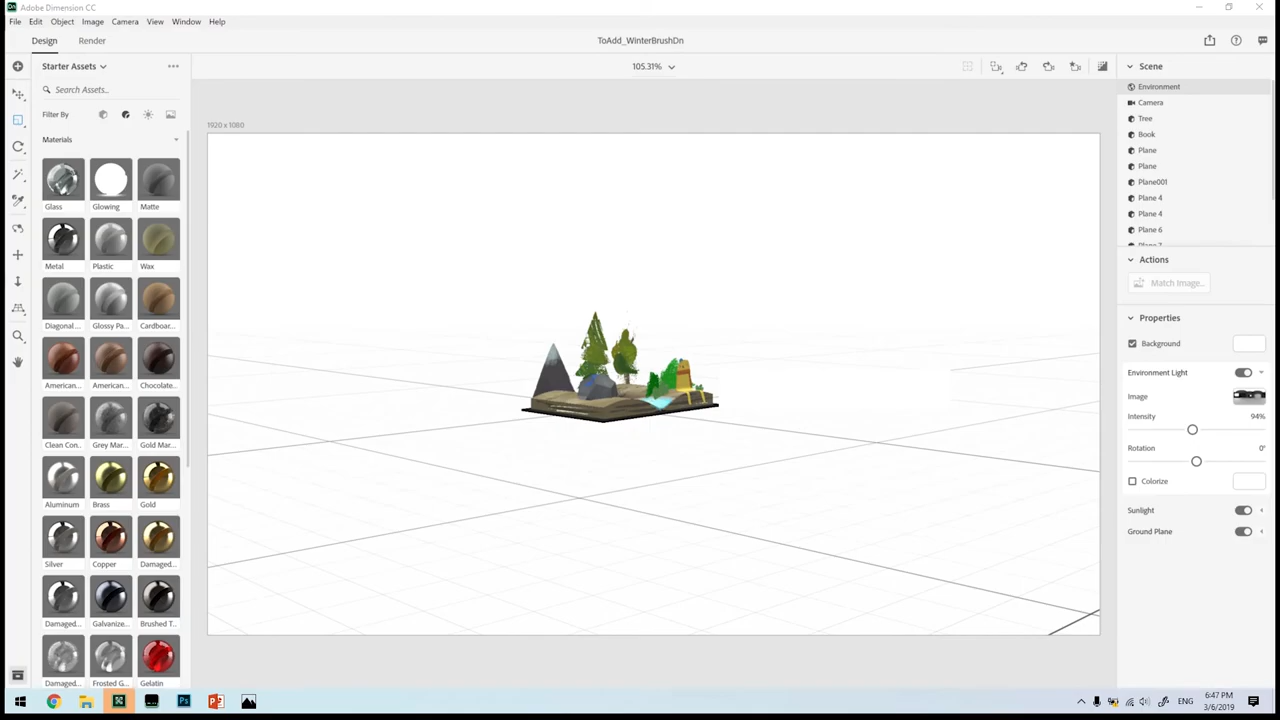 Dn Adobe Dimension CC
File Edit Object Image Camera View Window Help
Design Render
ToAdd_WinterBrushDn
Starter Assets
105.31%
Search Assets...
Filter By
Materials
1920 x 1080
Glass Glowing Matte
Metal Plastic Wax
Diagonal... Glossy Pa... Cardboar...
American... American... Chocolate...
Clean Con... Grey Mar... Gold Mar...
Aluminum Brass Gold
Silver Copper Damaged...
Damaged... Galvanize... Brushed T...
Damaged... Frosted G... Gelatin
Scene
Environment
Camera
Tree
Book
Plane
Plane
Plane001
Plane 4
Plane 4
Plane 6
Actions
Match Image...
Properties
Background
Environment Light
Image
Intensity 94%
Rotation 0°
Colorize
Sunlight
Ground Plane
ENG
6:47 PM
3/6/2019